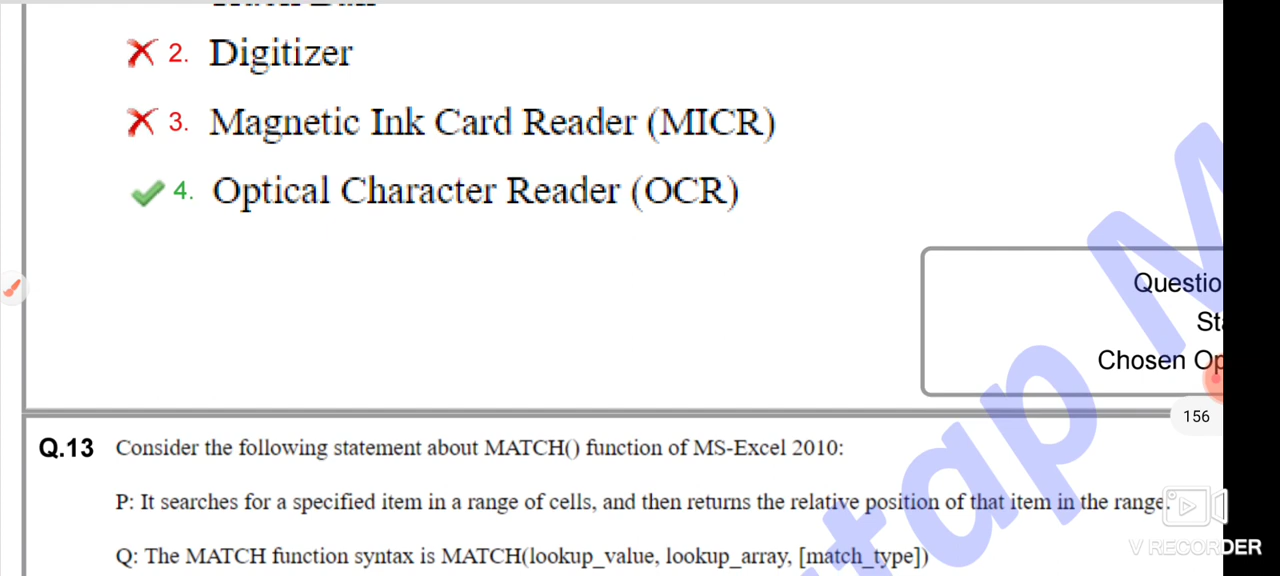 2. Digitizer
3. Magnetic Ink Card Reader (MICR)
4. Optical Character Reader (OCR)
Questio
St
Chosen Op
156
Q.13 Consider the following statement about MATCH() function of MS-Excel 2010:
P: It searches for a specified item in a range of cells, and then returns the relative position of that item in the range.
Q: The MATCH function syntax is MATCH(lookup_value, lookup_array, [match_type])
V RECORDER